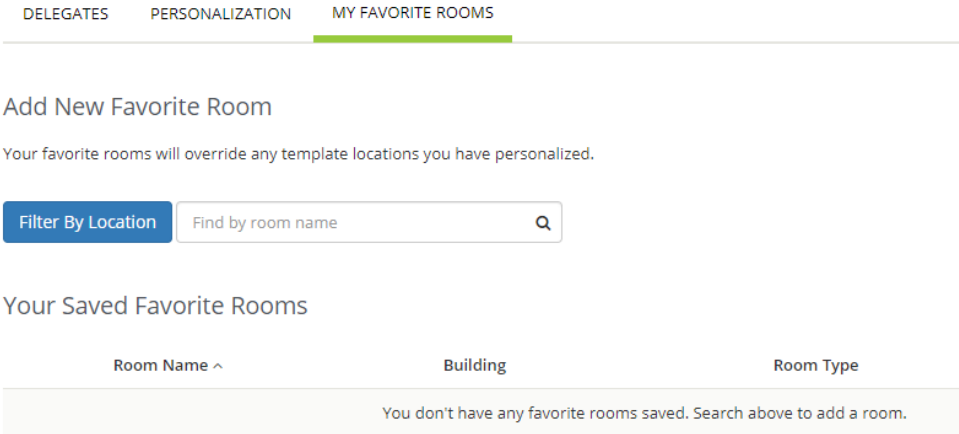 DELEGATES PERSONALIZATION MY FAVORITE ROOMS
Add New Favorite Room
Your favorite rooms will override any template locations you have personalized.
Filter By Location Find by room name
Your Saved Favorite Rooms
Room Name Building Room Type
You don't have any favorite rooms saved. Search above to add a room.